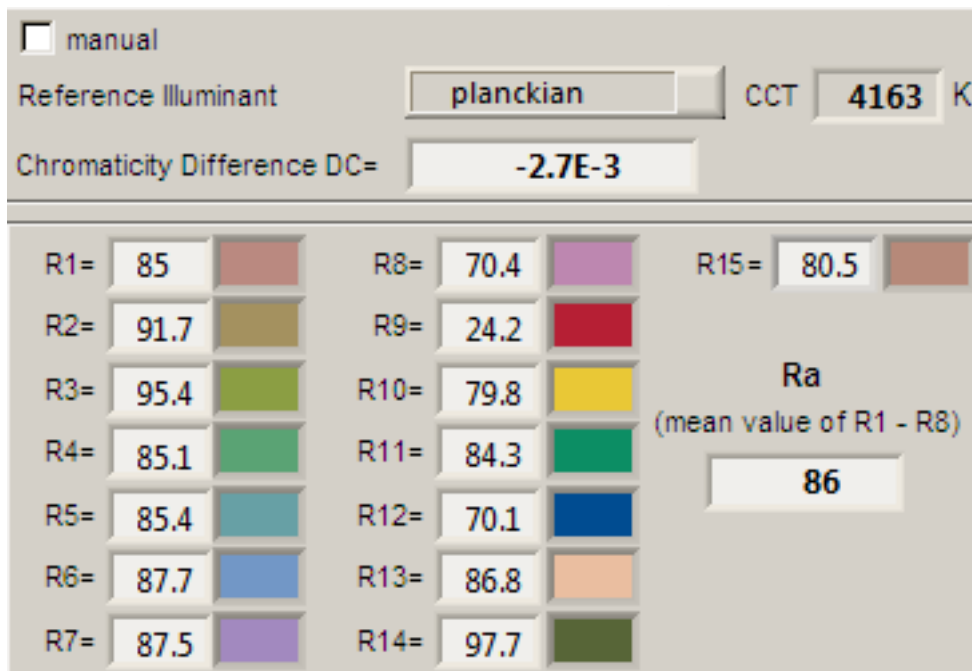 manual
Reference Illuminant planckian CCT 4163 K
Chromaticity Difference DC= -2.7E-3
R1= 85 R8= 70.4 R15= 80.5
R2= 91.7 R9= 24.2
R3= 95.4 R10= 79.8 Ra
(mean value of R1 - R8)
R4= 85.1 R11= 84.3
R5= 85.4 R12= 70.1 86
R6= 87.7 R13= 86.8
R7= 87.5 R14= 97.7